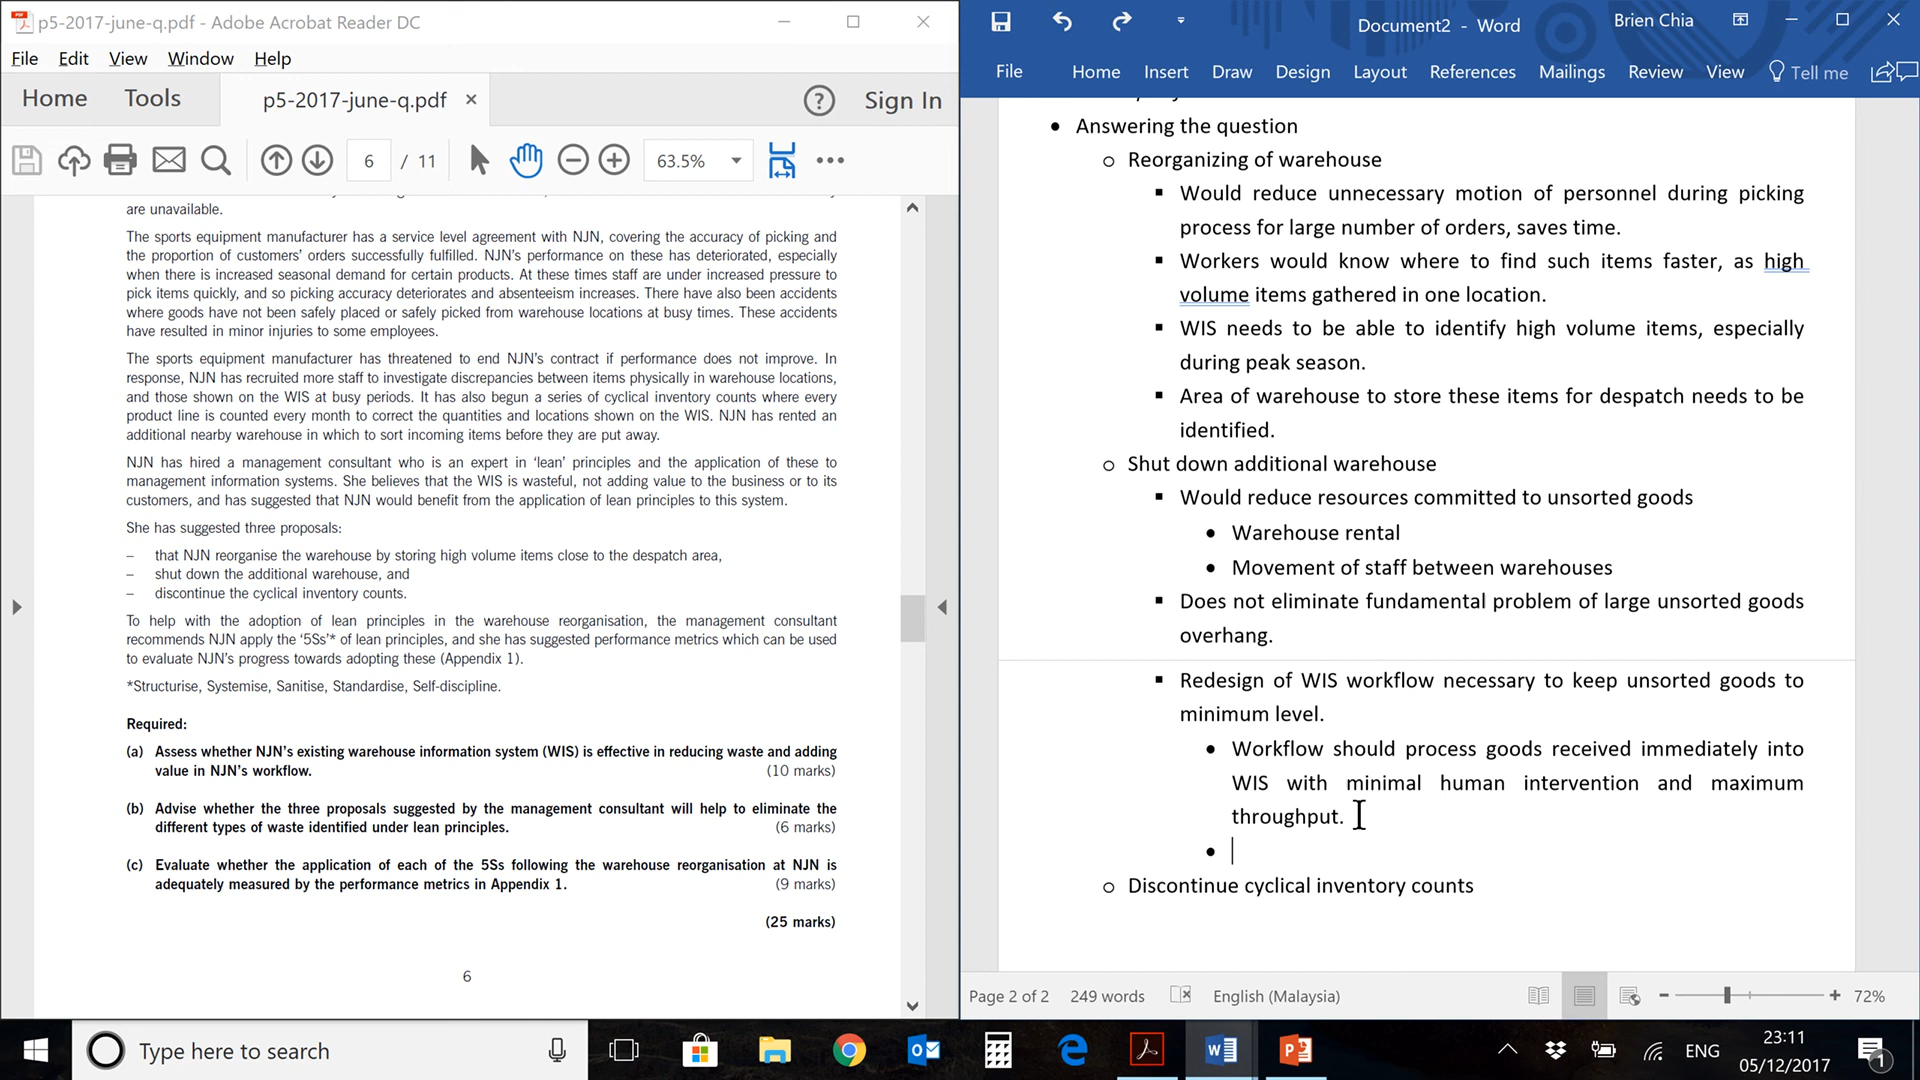 p5-2017-june-q.pdf - Adobe Acrobat Reader DC
File Edit View Window Help
Home Tools p5-2017-june-q.pdf × Sign In
6 / 11 63.5%
are unavailable.
The sports equipment manufacturer has a service level agreement with NJN, covering the accuracy of picking and
the proportion of customers' orders successfully fulfilled. NJN's performance on these has deteriorated, especially
when there is increased seasonal demand for certain products. At these times staff are under increased pressure to
pick items quickly, and so picking accuracy deteriorates and absenteeism increases. There have also been accidents
where goods have not been safely placed or safely picked from warehouse locations at busy times. These accidents
have resulted in minor injuries to some employees.
The sports equipment manufacturer has threatened to end NJN's contract if performance does not improve. In
response, NJN has recruited more staff to investigate discrepancies between items physically in warehouse locations,
and those shown on the WIS at busy periods. It has also begun a series of cyclical inventory counts where every
product line is counted every month to correct the quantities and locations shown on the WIS. NJN has rented an
additional nearby warehouse in which to sort incoming items before they are put away.
NJN has hired a management consultant who is an expert in 'lean' principles and the application of these to
management information systems. She believes that the WIS is wasteful, not adding value to the business or to its
customers, and has suggested that NJN would benefit from the application of lean principles to this system.
She has suggested three proposals:
– that NJN reorganise the warehouse by storing high volume items close to the despatch area,
– shut down the additional warehouse, and
– discontinue the cyclical inventory counts.
To help with the adoption of lean principles in the warehouse reorganisation, the management consultant
recommends NJN apply the '5Ss'* of lean principles, and she has suggested performance metrics which can be used
to evaluate NJN's progress towards adopting these (Appendix 1).
*Structurise, Systemise, Sanitise, Standardise, Self-discipline.
Required:
(a) Assess whether NJN's existing warehouse information system (WIS) is effective in reducing waste and adding
value in NJN's workflow. (10 marks)
(b) Advise whether the three proposals suggested by the management consultant will help to eliminate the
different types of waste identified under lean principles. (6 marks)
(c) Evaluate whether the application of each of the 5Ss following the warehouse reorganisation at NJN is
adequately measured by the performance metrics in Appendix 1. (9 marks)
(25 marks)
6
Document2 - Word
Brien Chia
File Home Insert Draw Design Layout References Mailings Review View Tell me
• Answering the question
o Reorganizing of warehouse
▪ Would reduce unnecessary motion of personnel during picking
process for large number of orders, saves time.
▪ Workers would know where to find such items faster, as high
volume items gathered in one location.
▪ WIS needs to be able to identify high volume items, especially
during peak season.
▪ Area of warehouse to store these items for despatch needs to be
identified.
o Shut down additional warehouse
▪ Would reduce resources committed to unsorted goods
• Warehouse rental
• Movement of staff between warehouses
▪ Does not eliminate fundamental problem of large unsorted goods
overhang.
▪ Redesign of WIS workflow necessary to keep unsorted goods to
minimum level.
• Workflow should process goods received immediately into
WIS with minimal human intervention and maximum
throughput.
•
o Discontinue cyclical inventory counts
Page 2 of 2 249 words English (Malaysia) 72%
Type here to search
ENG
23:11
05/12/2017
1